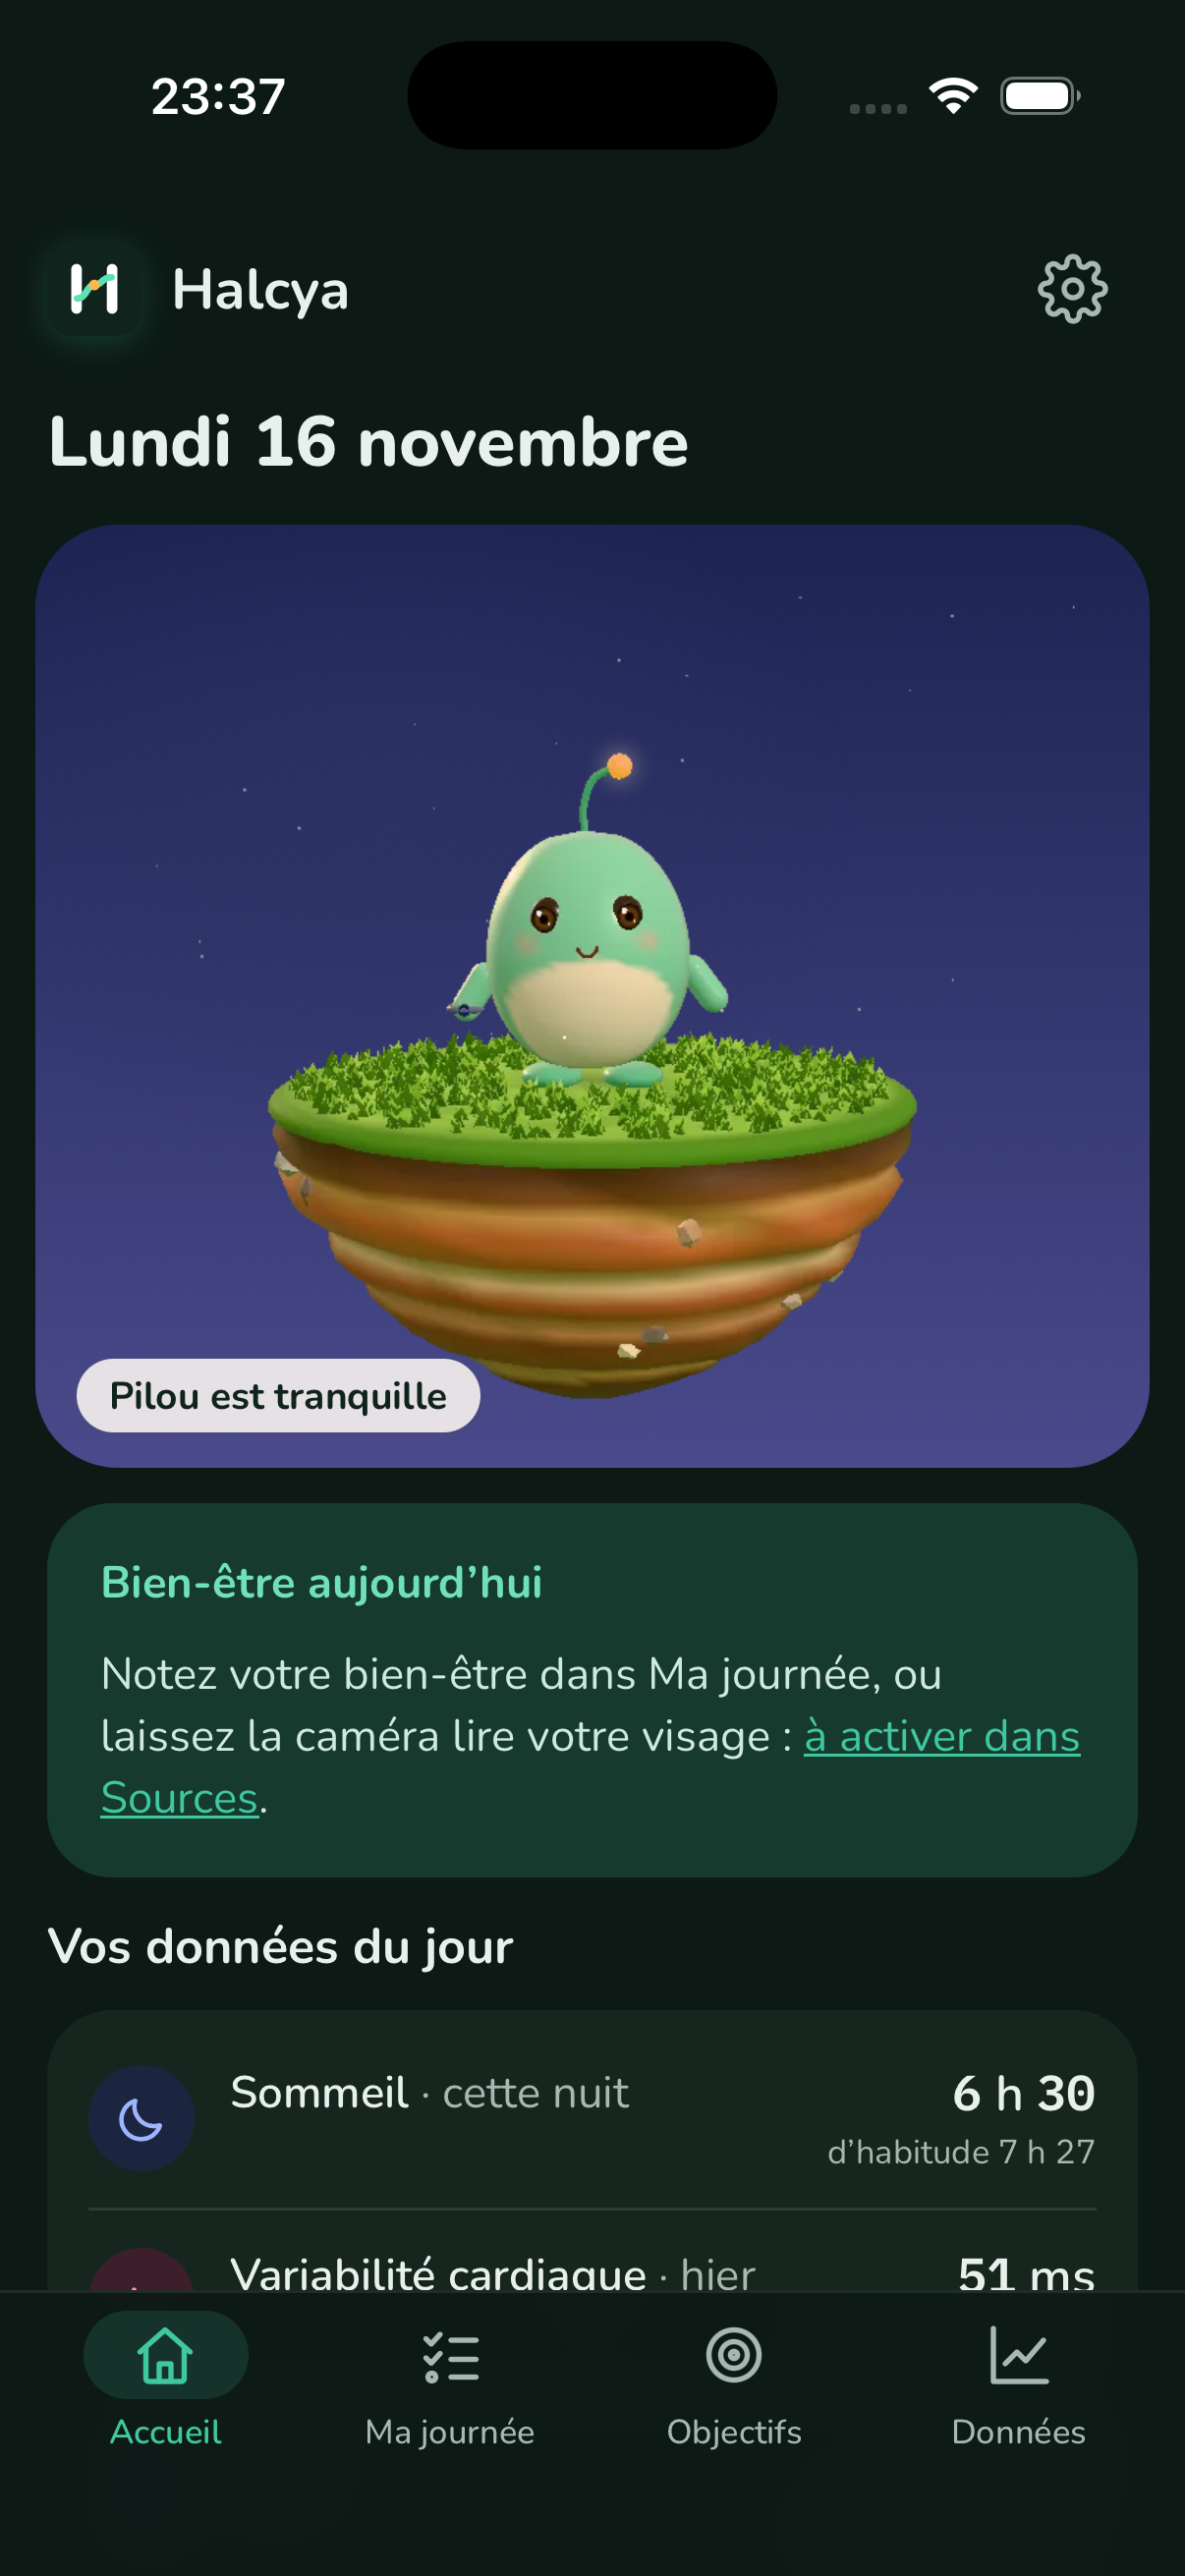 23:37
Halcya
Lundi 16 novembre
Pilou est tranquille
Bien-être aujourd’hui
Notez votre bien-être dans Ma journée, ou
laissez la caméra lire votre visage : à activer dans
Sources.
Vos données du jour
Sommeil · cette nuit
6 h 30
d’habitude 7 h 27
Variabilité cardiaque · hier
51 ms
Accueil
Ma journée
Objectifs
Données